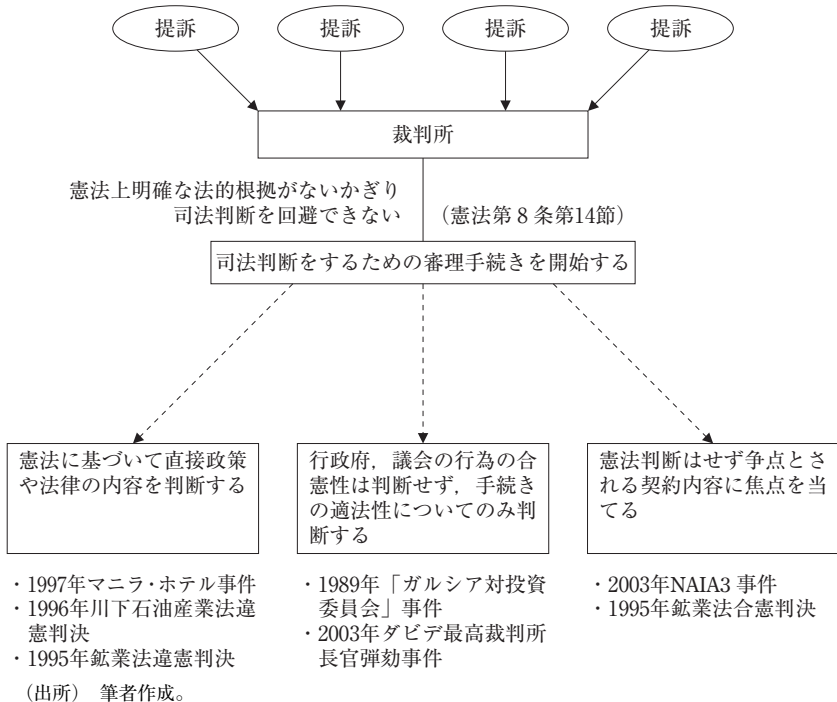 提訴
提訴
提訴
提訴
裁判所
憲法上明確な法的根拠がないかぎり
司法判断を回避できない
（憲法第8条第14節）
司法判断をするための審理手続きを開始する
憲法に基づいて直接政策
や法律の内容を判断する
行政府，議会の行為の合
憲性は判断せず，手続き
の適法性についてのみ判
断する
憲法判断はせず争点とさ
れる契約内容に焦点を当
てる
・1997年マニラ・ホテル事件
・1996年川下石油産業法違
憲判決
・1995年鉱業法違憲判決
・1989年「ガルシア対投資
委員会」事件
・2003年ダビデ最高裁判所
長官弾劾事件
・2003年NAIA3 事件
・1995年鉱業法合憲判決
（出所）　筆者作成。